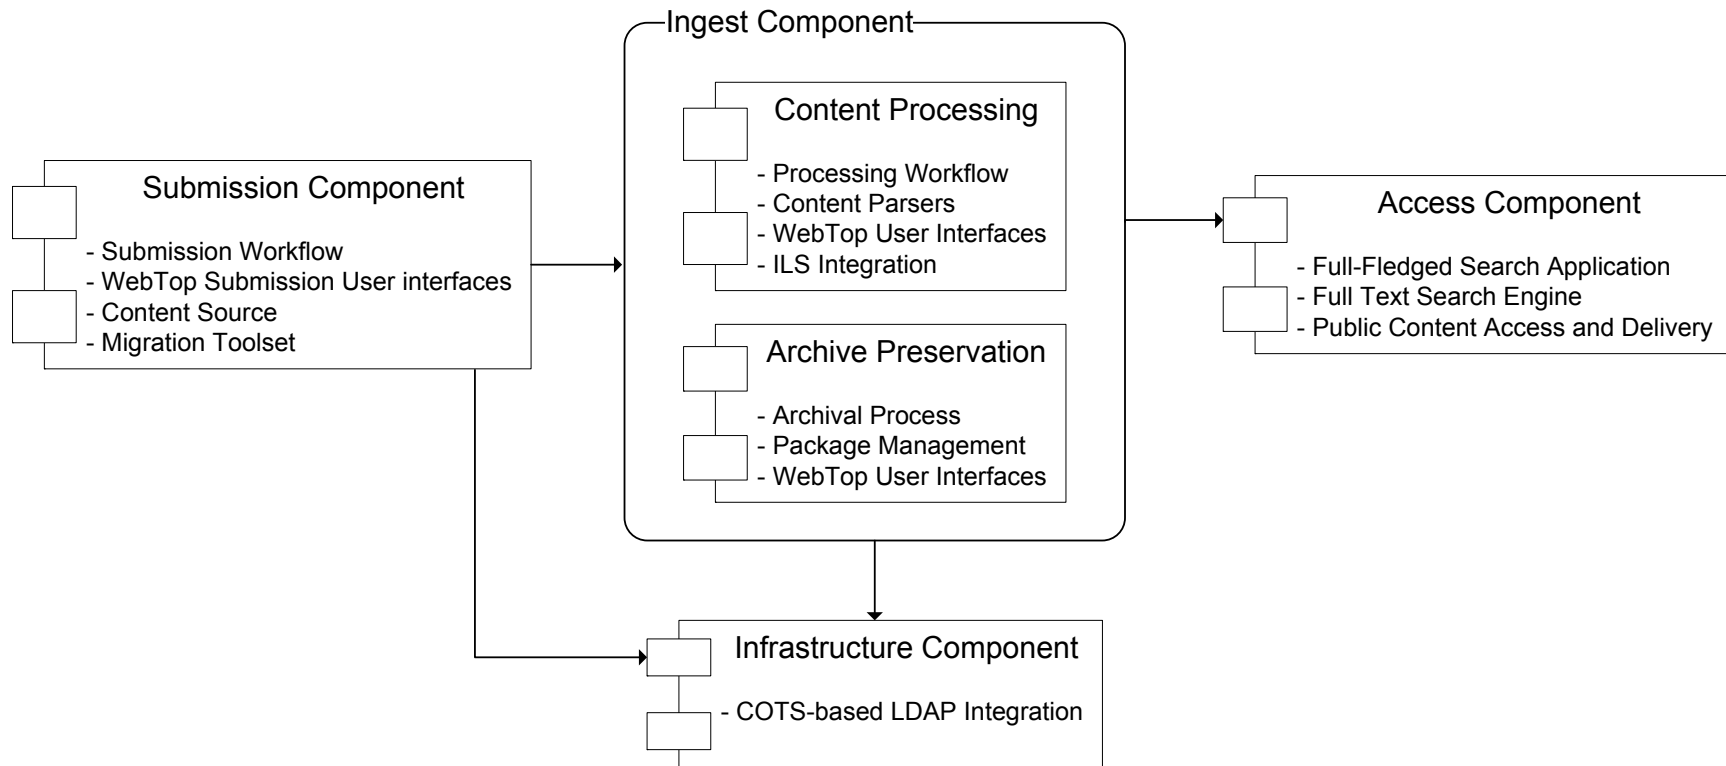 Ingest Component
Content Processing
- Processing Workflow
- Content Parsers
- WebTop User Interfaces
- ILS Integration
Submission Component
- Submission Workflow
- WebTop Submission User interfaces
- Content Source
- Migration Toolset
Access Component
- Full-Fledged Search Application
- Full Text Search Engine
- Public Content Access and Delivery
Archive Preservation
- Archival Process
- Package Management
- WebTop User Interfaces
Infrastructure Component
- COTS-based LDAP Integration